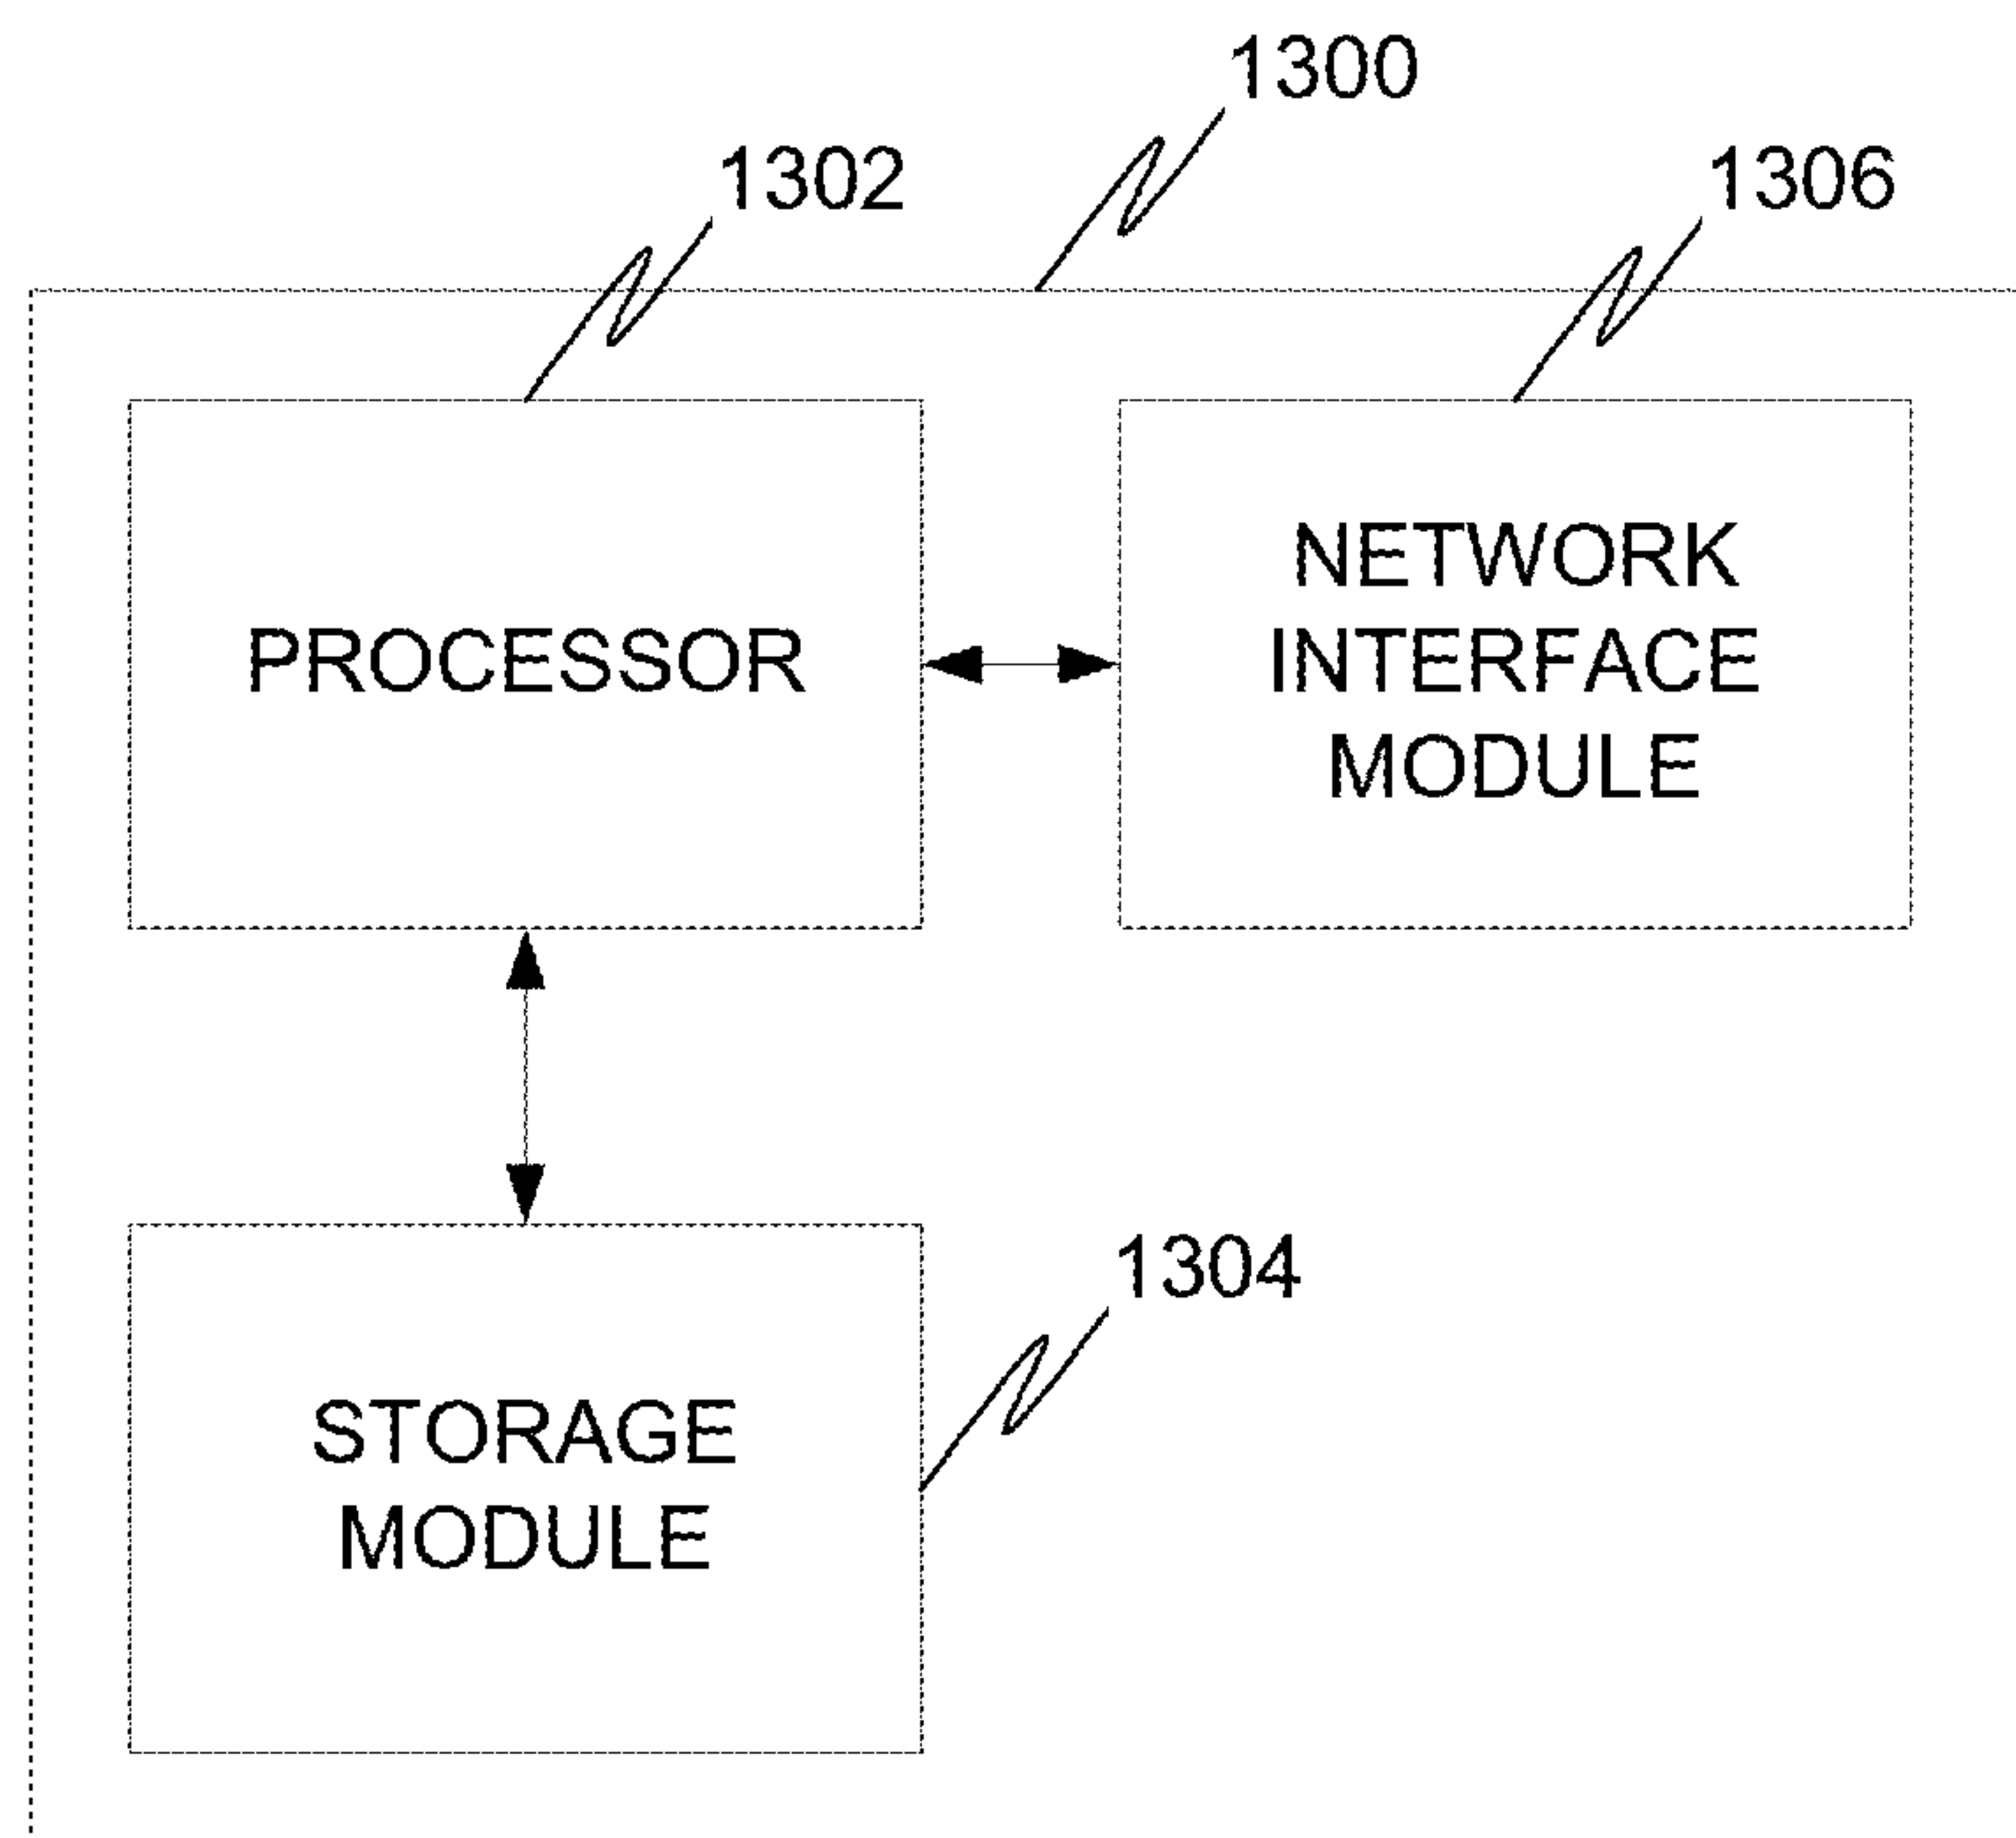 1300
1302
1306
PROCESSOR
NETWORK
INTERFACE
MODULE
1304
STORAGE
MODULE